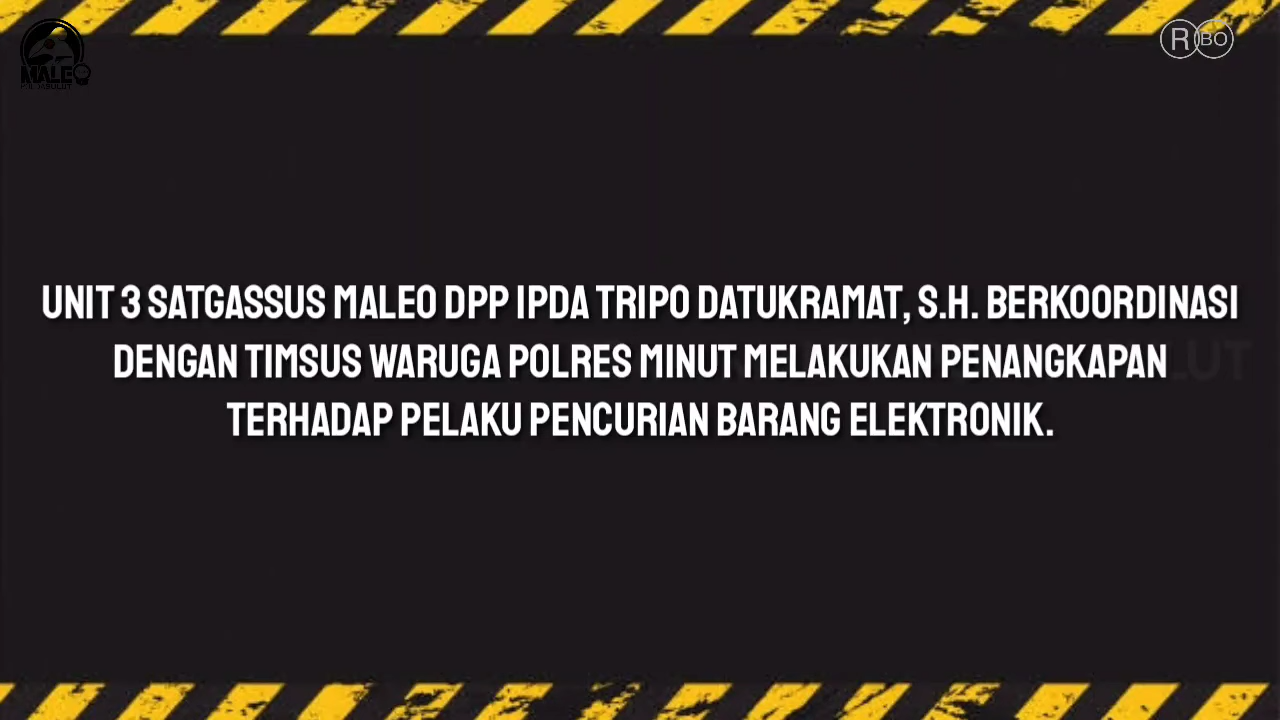 MALEO
R BO
UNIT 3 SATGASSUS MALEO DPP IPDA TRIPO DATUKRAMAT, S.H. BERKOORDINASI
DENGAN TIMSUS WARUGA POLRES MINUT MELAKUKAN PENANGKAPAN
TERHADAP PELAKU PENCURIAN BARANG ELEKTRONIK.